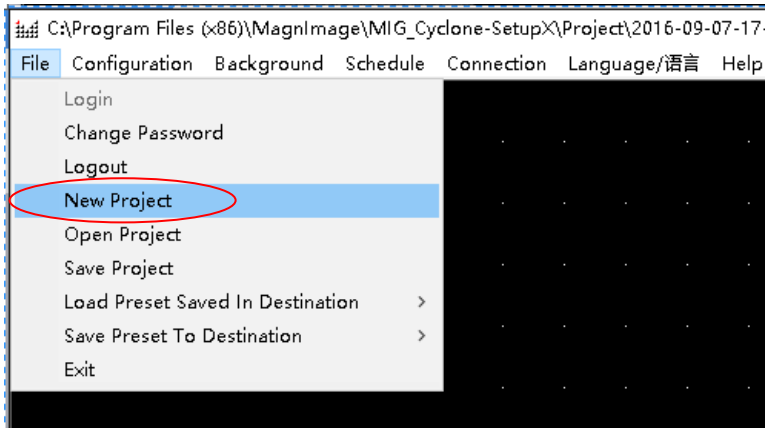 C:\Program Files (x86)\MagnImage\MIG_Cyclone-SetupX\Project\2016-09-07-17-
File Configuration Background Schedule Connection Language/语言 Help
Login
Change Password
Logout
New Project
Open Project
Save Project
Load Preset Saved In Destination >
Save Preset To Destination >
Exit